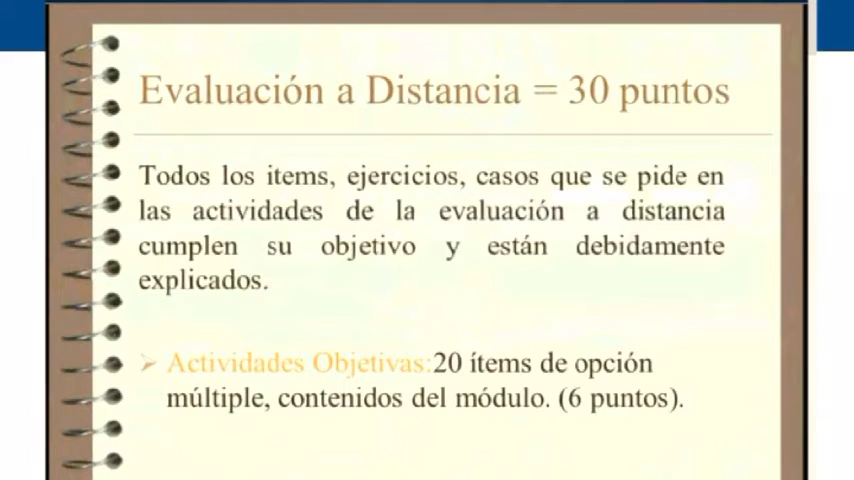 Evaluación a Distancia = 30 puntos
Todos los items, ejercicios, casos que se pide en
las actividades de la evaluación a distancia
cumplen su objetivo y están debidamente
explicados.
Actividades Objetivas:20 ítems de opción
múltiple, contenidos del módulo. (6 puntos).